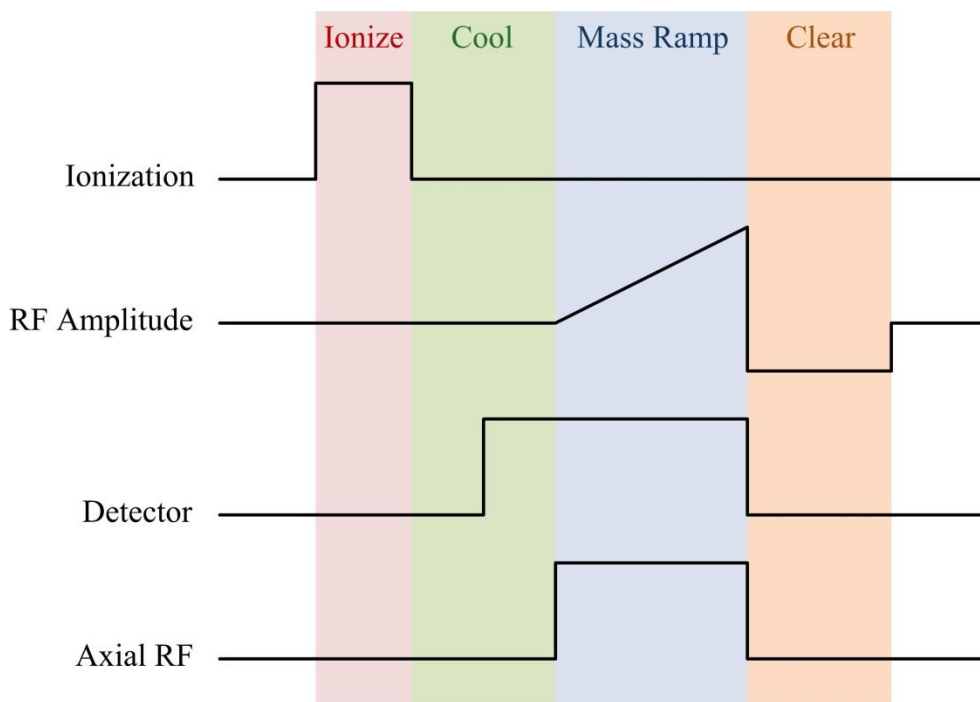 Ionize Cool Mass Ramp Clear
Ionization
RF Amplitude
Detector
Axial RF